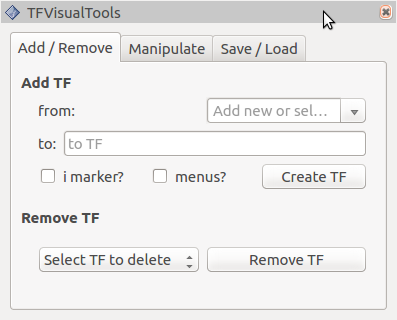 TFVisualTools
Add / Remove Manipulate Save / Load
Add TF
from: Add new or sel...
to: to TF
i marker? menus? Create TF
Remove TF
Select TF to delete Remove TF